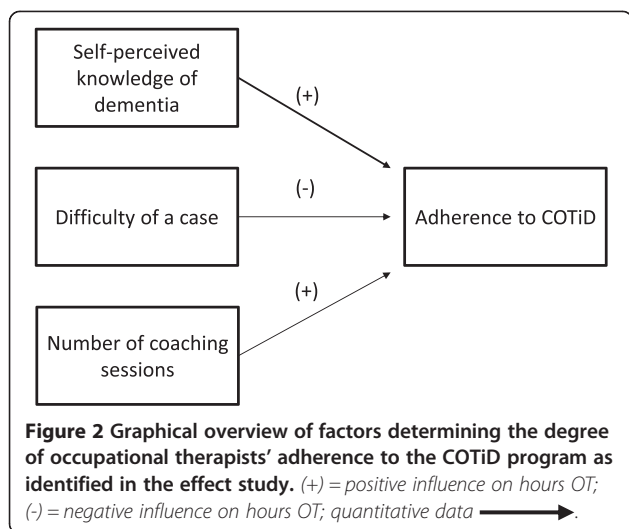 Self-perceived
knowledge of
dementia
(+)
Difficulty of a case
(-)
Adherence to COTiD
(+)
Number of coaching
sessions
Figure 2 Graphical overview of factors determining the degree
of occupational therapists’ adherence to the COTiD program as
identified in the effect study. (+) = positive influence on hours OT;
(-) = negative influence on hours OT; quantitative data ⟶.